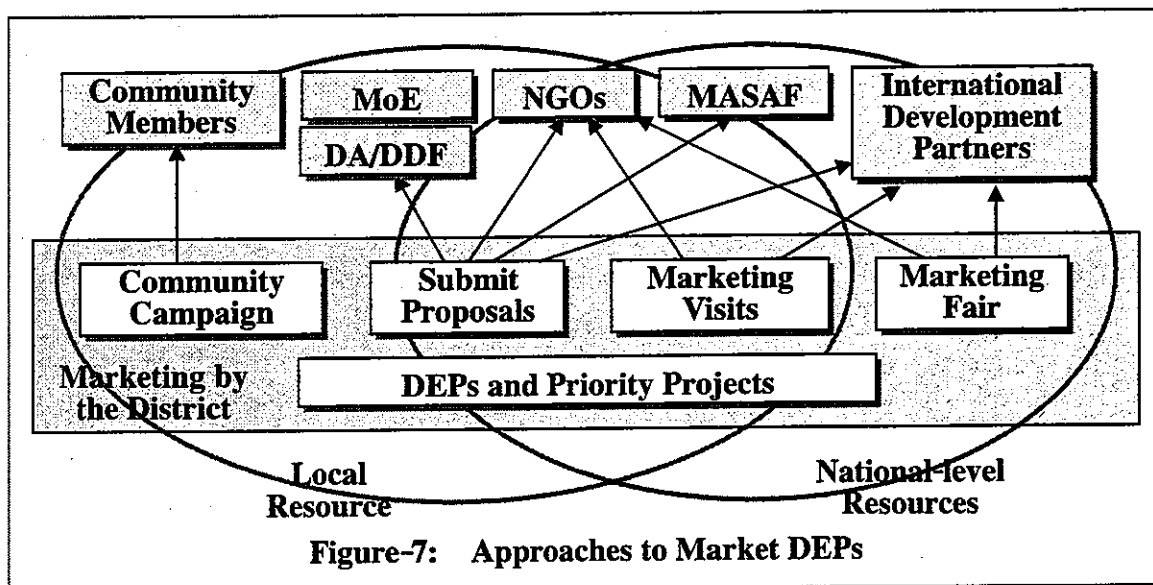 Community
Members
MoE
DA/DDF
NGOs
MASAF
International
Development
Partners
Community
Campaign
Submit
Proposals
Marketing
Visits
Marketing
Fair
Marketing by
the District
DEPs and Priority Projects
Local
Resource
National-level
Resources
Figure-7: Approaches to Market DEPs